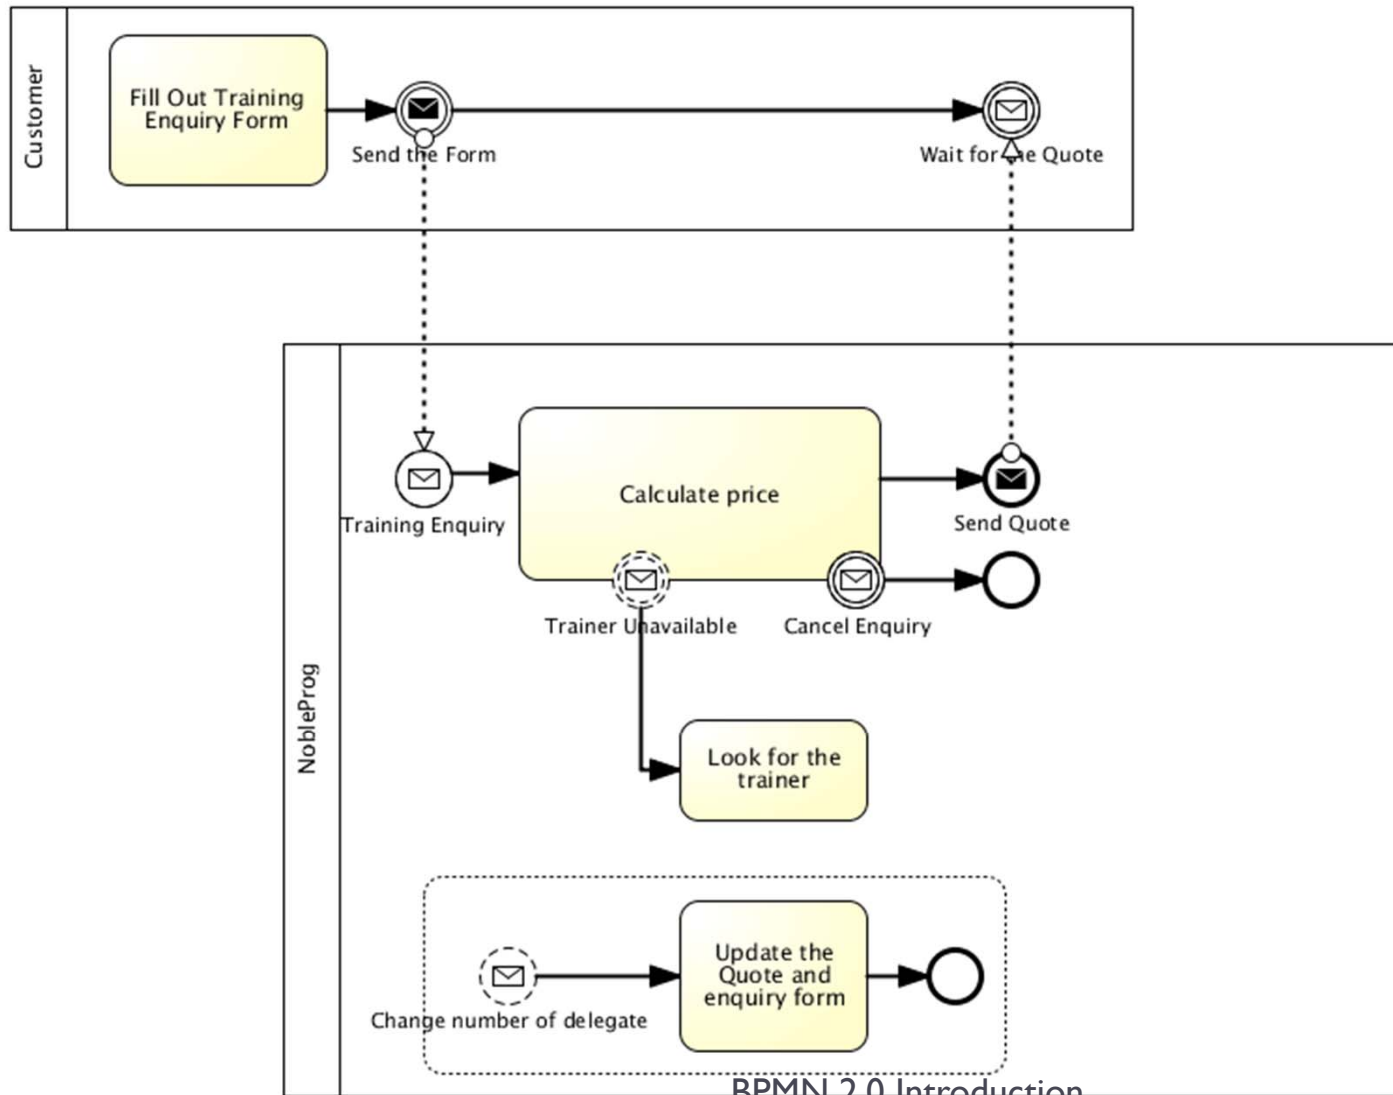 Customer
Fill Out Training
Enquiry Form
Send the Form
Wait for the Quote
NobleProg
Training Enquiry
Calculate price
Send Quote
Trainer Unavailable
Cancel Enquiry
Look for the
trainer
Change number of delegate
Update the
Quote and
enquiry form
BPMN 2.0 Introduction